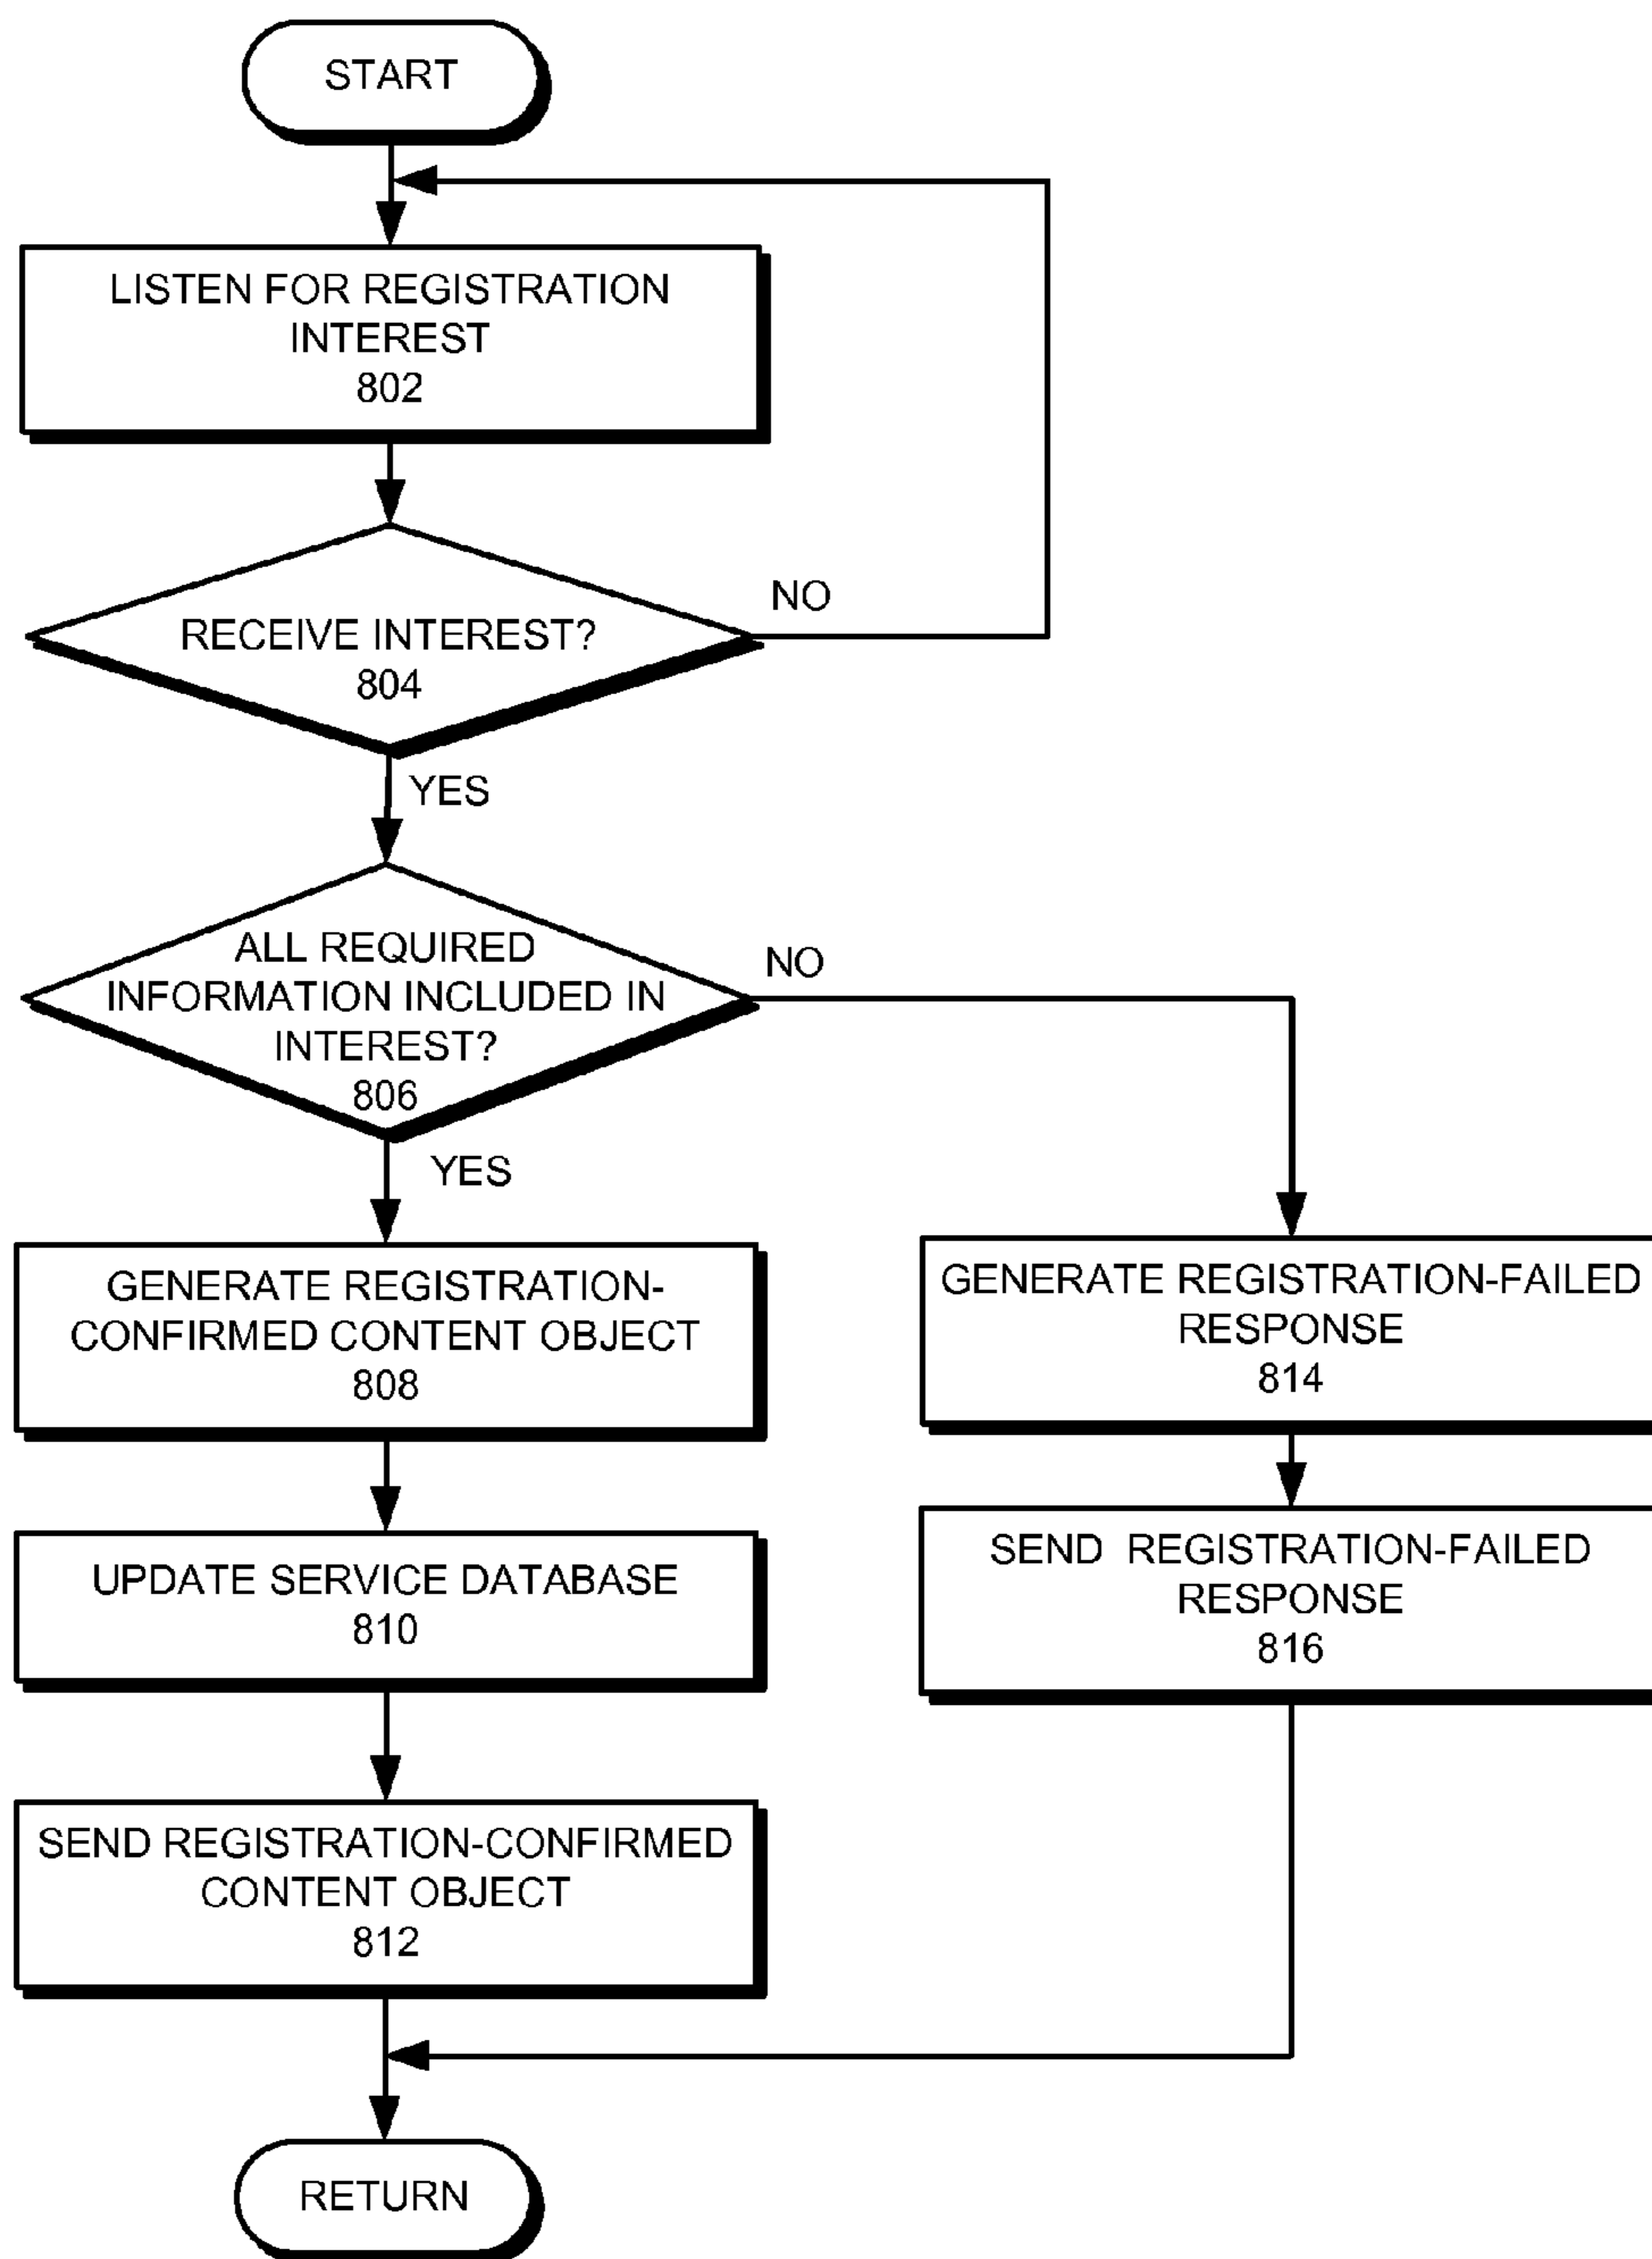 START
LISTEN FOR REGISTRATION
INTEREST
802
NO
RECEIVE INTEREST?
804
YES
ALL REQUIRED
INFORMATION INCLUDED IN
INTEREST?
806
NO
YES
GENERATE REGISTRATION-
CONFIRMED CONTENT OBJECT
808
GENERATE REGISTRATION-FAILED
RESPONSE
814
UPDATE SERVICE DATABASE
810
SEND REGISTRATION-FAILED
RESPONSE
816
SEND REGISTRATION-CONFIRMED
CONTENT OBJECT
812
RETURN